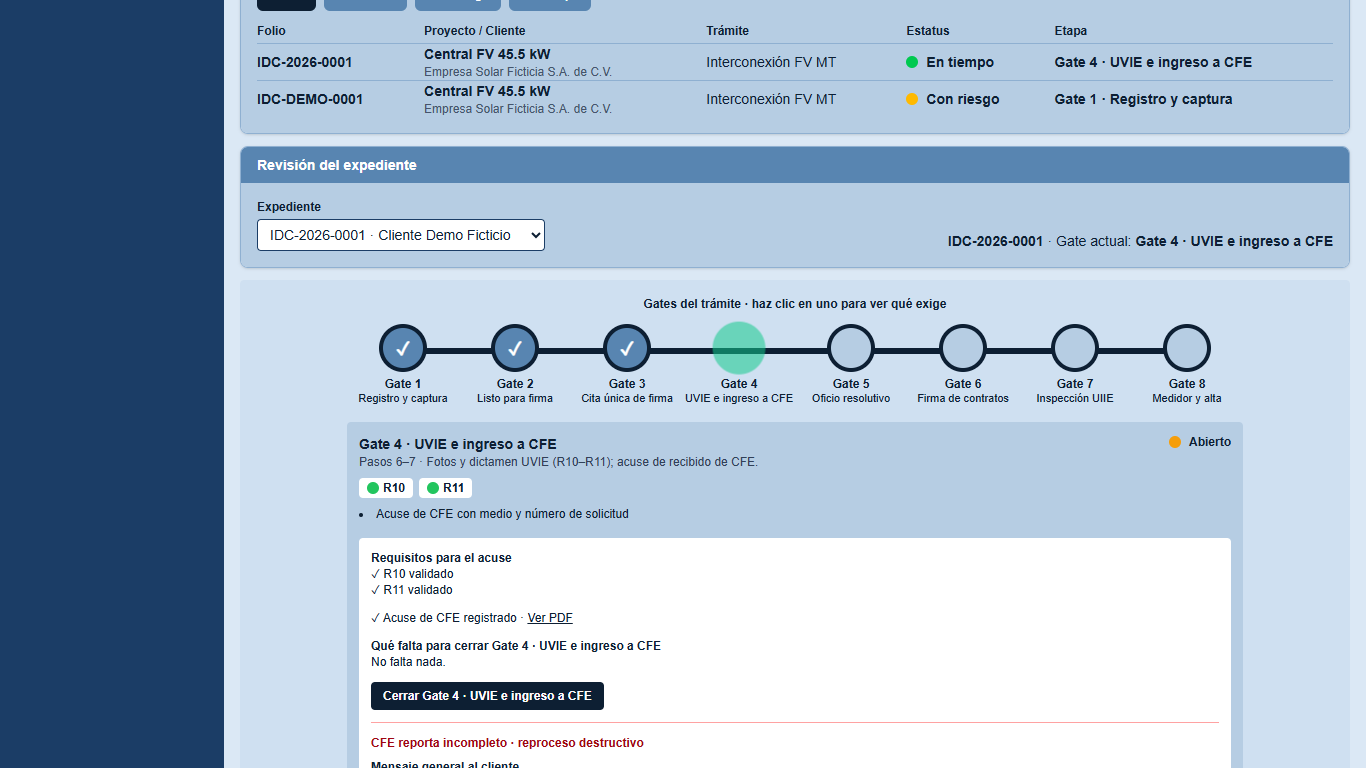 Folio Proyecto / Cliente Trámite Estatus Etapa
IDC-2026-0001 Central FV 45.5 kW Interconexión FV MT En tiempo Gate 4 · UVIE e ingreso a CFE
Empresa Solar Ficticia S.A. de C.V.
IDC-DEMO-0001 Central FV 45.5 kW Interconexión FV MT Con riesgo Gate 1 · Registro y captura
Empresa Solar Ficticia S.A. de C.V.
Revisión del expediente
Expediente
IDC-2026-0001 · Cliente Demo Ficticio
IDC-2026-0001 · Gate actual: Gate 4 · UVIE e ingreso a CFE
Gates del trámite · haz clic en uno para ver qué exige
✓ ✓ ✓
Gate 1 Gate 2 Gate 3 Gate 4 Gate 5 Gate 6 Gate 7 Gate 8
Registro y captura Listo para firma Cita única de firma UVIE e ingreso a CFE Oficio resolutivo Firma de contratos Inspección UIIE Medidor y alta
Gate 4 · UVIE e ingreso a CFE Abierto
Pasos 6–7 · Fotos y dictamen UVIE (R10–R11); acuse de recibido de CFE.
R10 R11
• Acuse de CFE con medio y número de solicitud
Requisitos para el acuse
✓ R10 validado
✓ R11 validado
✓ Acuse de CFE registrado · Ver PDF
Qué falta para cerrar Gate 4 · UVIE e ingreso a CFE
No falta nada.
Cerrar Gate 4 · UVIE e ingreso a CFE
CFE reporta incompleto · reproceso destructivo
Mensaje general al cliente